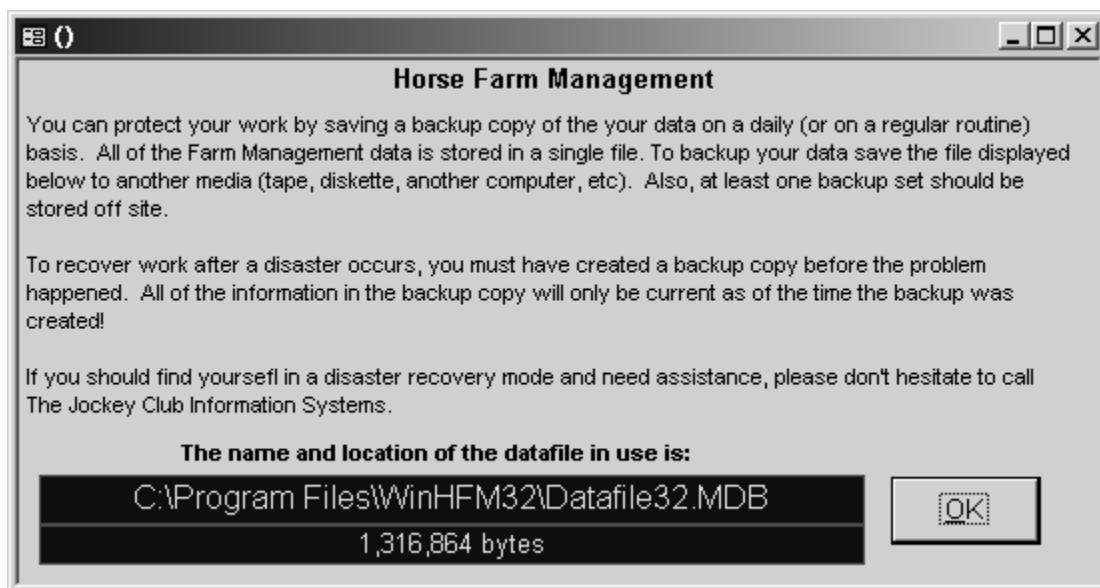 ()
Horse Farm Management
You can protect your work by saving a backup copy of the your data on a daily (or on a regular routine)
basis.  All of the Farm Management data is stored in a single file. To backup your data save the file displayed
below to another media (tape, diskette, another computer, etc).  Also, at least one backup set should be
stored off site.
To recover work after a disaster occurs, you must have created a backup copy before the problem
happened.  All of the information in the backup copy will only be current as of the time the backup was
created!
If you should find yoursefl in a disaster recovery mode and need assistance, please don't hesitate to call
The Jockey Club Information Systems.
The name and location of the datafile in use is:
C:\Program Files\WinHFM32\Datafile32.MDB
OK
1,316,864 bytes